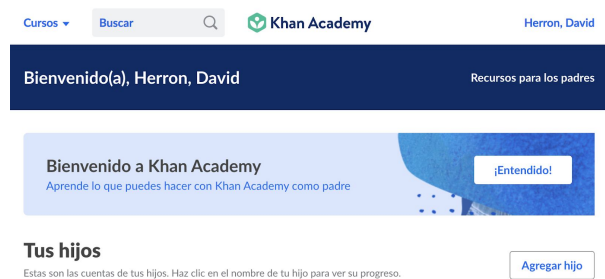 Cursos Buscar Khan Academy Herron, David
Bienvenido(a), Herron, David Recursos para los padres
Bienvenido a Khan Academy
Aprende lo que puedes hacer con Khan Academy como padre
¡Entendido!
Tus hijos
Estas son las cuentas de tus hijos. Haz clic en el nombre de tu hijo para ver su progreso.
Agregar hijo